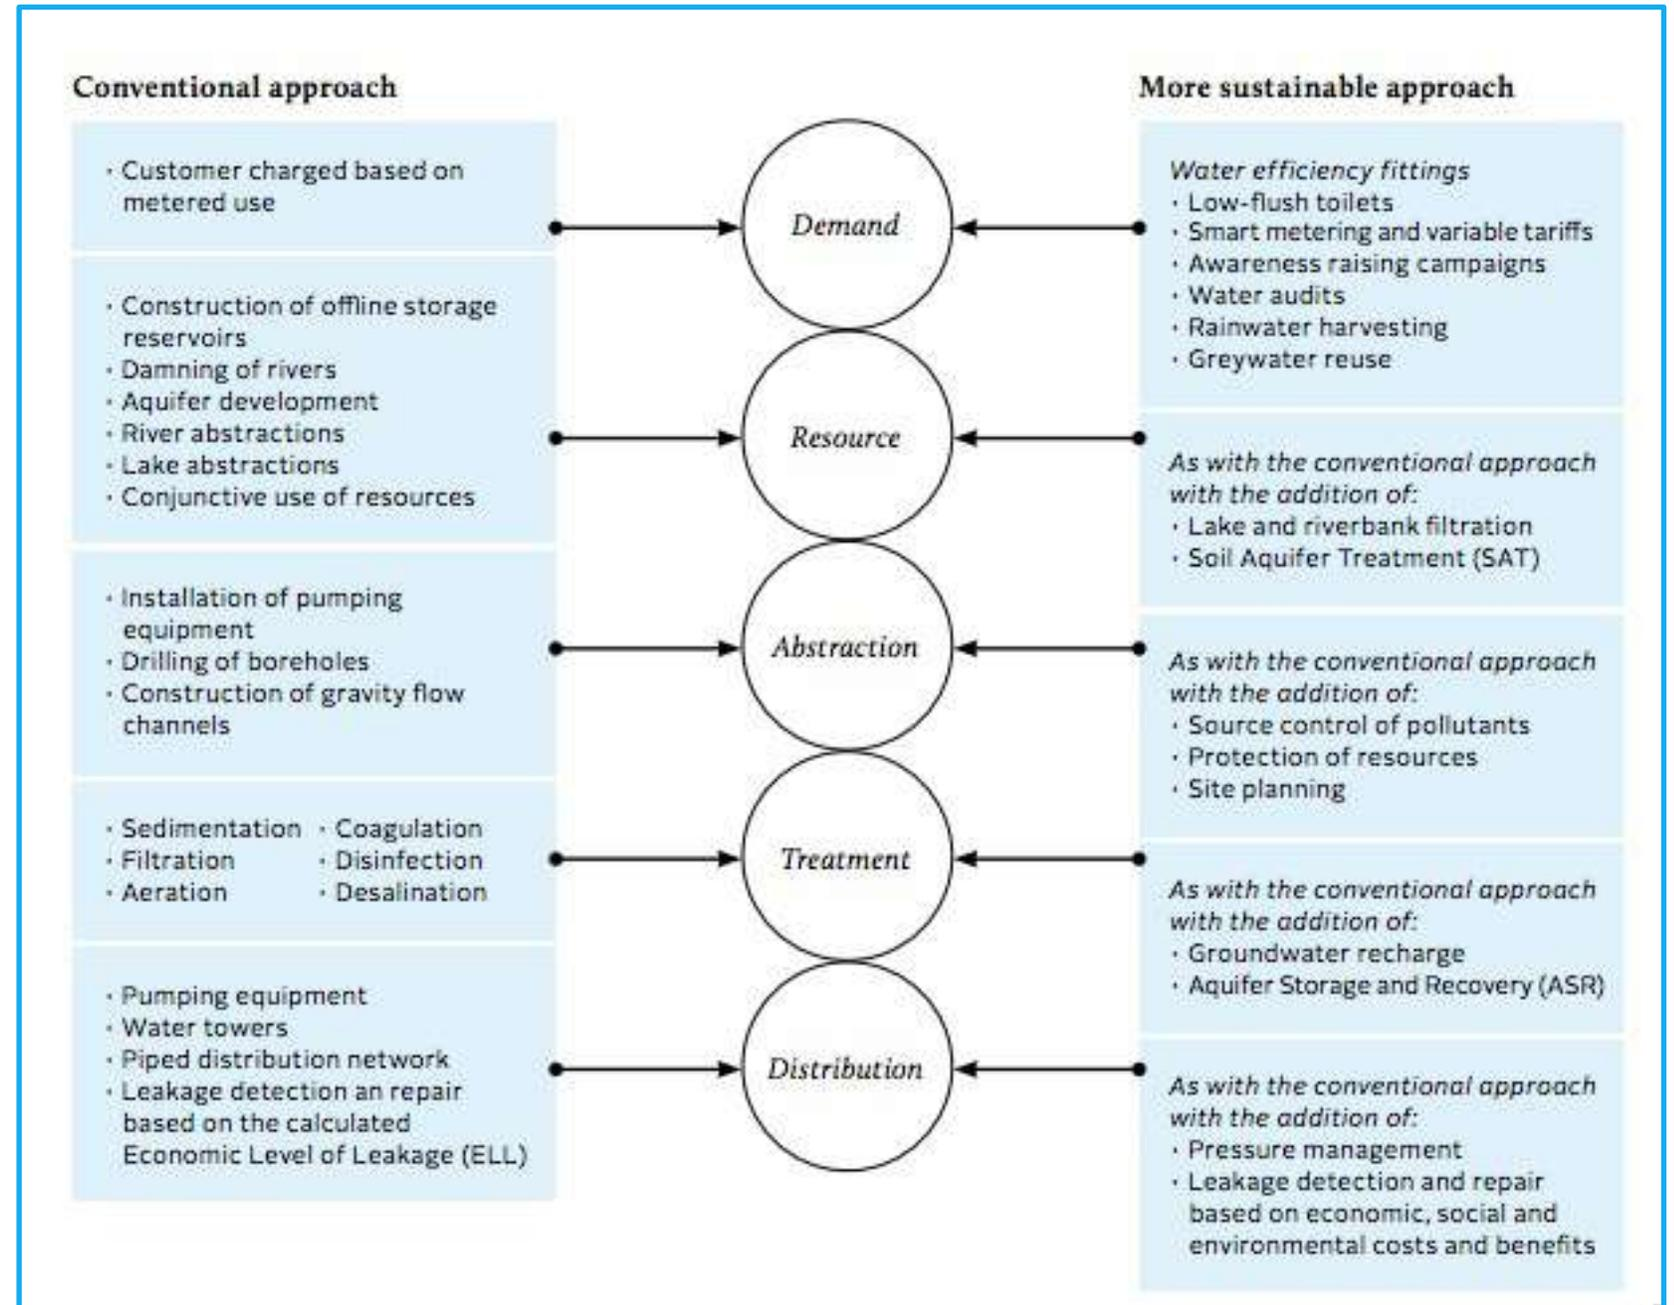 Conventional approach
· Customer charged based on
metered use
· Construction of offline storage
reservoirs
· Damning of rivers
· Aquifer development
· River abstractions
· Lake abstractions
· Conjunctive use of resources
· Installation of pumping
equipment
· Drilling of boreholes
· Construction of gravity flow
channels
· Sedimentation · Coagulation
· Filtration · Disinfection
· Aeration · Desalination
· Pumping equipment
· Water towers
· Piped distribution network
· Leakage detection an repair
based on the calculated
Economic Level of Leakage (ELL)
Demand
Resource
Abstraction
Treatment
Distribution
More sustainable approach
Water efficiency fittings
· Low-flush toilets
· Smart metering and variable tariffs
· Awareness raising campaigns
· Water audits
· Rainwater harvesting
· Greywater reuse
As with the conventional approach
with the addition of:
· Lake and riverbank filtration
· Soil Aquifer Treatment (SAT)
As with the conventional approach
with the addition of:
· Source control of pollutants
· Protection of resources
· Site planning
As with the conventional approach
with the addition of:
· Groundwater recharge
· Aquifer Storage and Recovery (ASR)
As with the conventional approach
with the addition of:
· Pressure management
· Leakage detection and repair
based on economic, social and
environmental costs and benefits